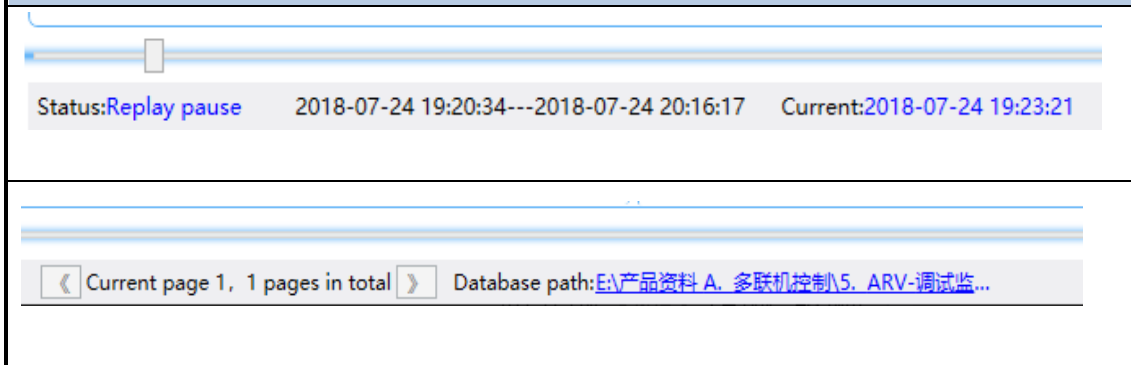 Status:Replay pause 2018-07-24 19:20:34---2018-07-24 20:16:17 Current:2018-07-24 19:23:21
《 Current page 1, 1 pages in total 》 Database path:E:\产品资料 A. 多联机控制\5. ARV-调试监...